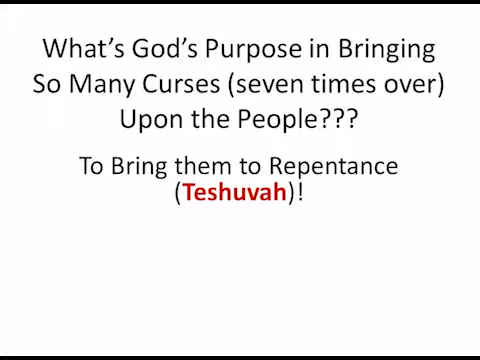 What’s God’s Purpose in Bringing
So Many Curses (seven times over)
Upon the People???
To Bring them to Repentance
(Teshuvah)!